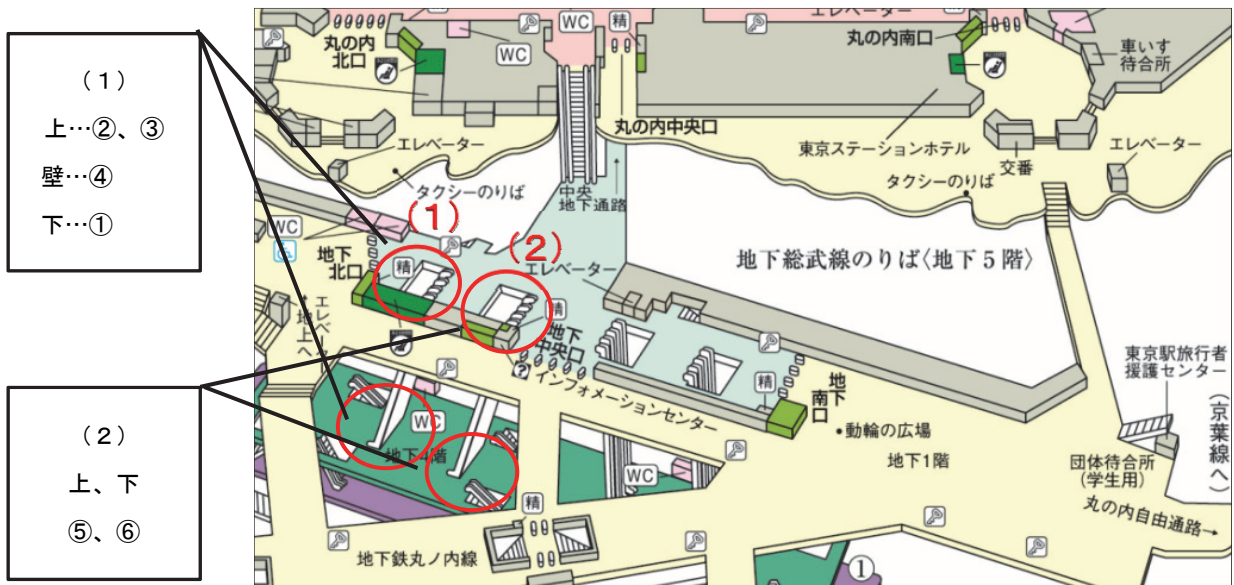 （１）
上…②、③
壁…④
下…①
（２）
上、下
⑤、⑥
エレベーター
WC
精
丸の内
北口
WC
丸の内南口
車いす
待合所
丸の内中央口
エレベーター
東京ステーションホテル
交番
エレベーター
タクシーのりば
中央
地下通路
タクシーのりば
WC
(1)
(2)
地下
北口
精
エレベーター
地下総武線のりば〈地下5階〉
エレベーター
地上へ
精
地下
中央口
?
インフォメーションセンター
精
地下
南口
東京駅旅行者
援護センター
(京葉線へ)
WC
地下4階
•動輪の広場
地下1階
WC
団体待合所
(学生用)
丸の内自由通路→
精
地下鉄丸ノ内線
①